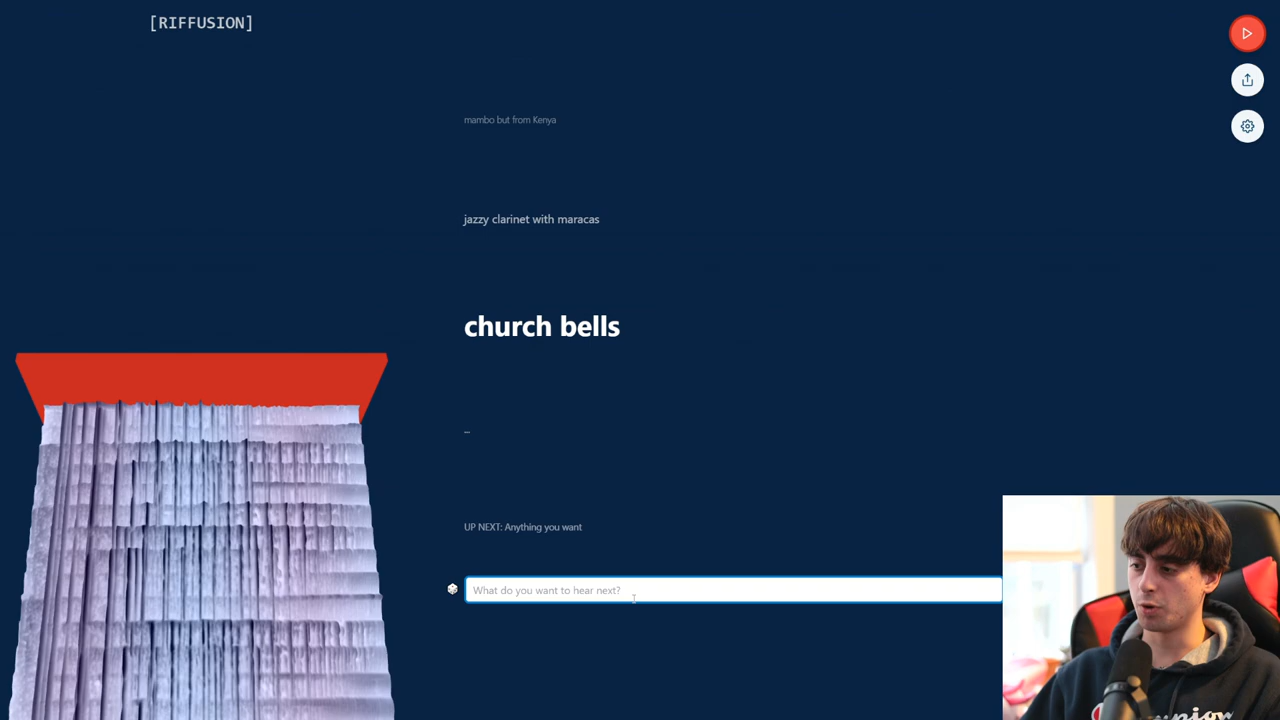 [RIFFUSION]
mambo but from Kenya
jazzy clarinet with maracas
church bells
...
UP NEXT: Anything you want
What do you want to hear next?
Champion